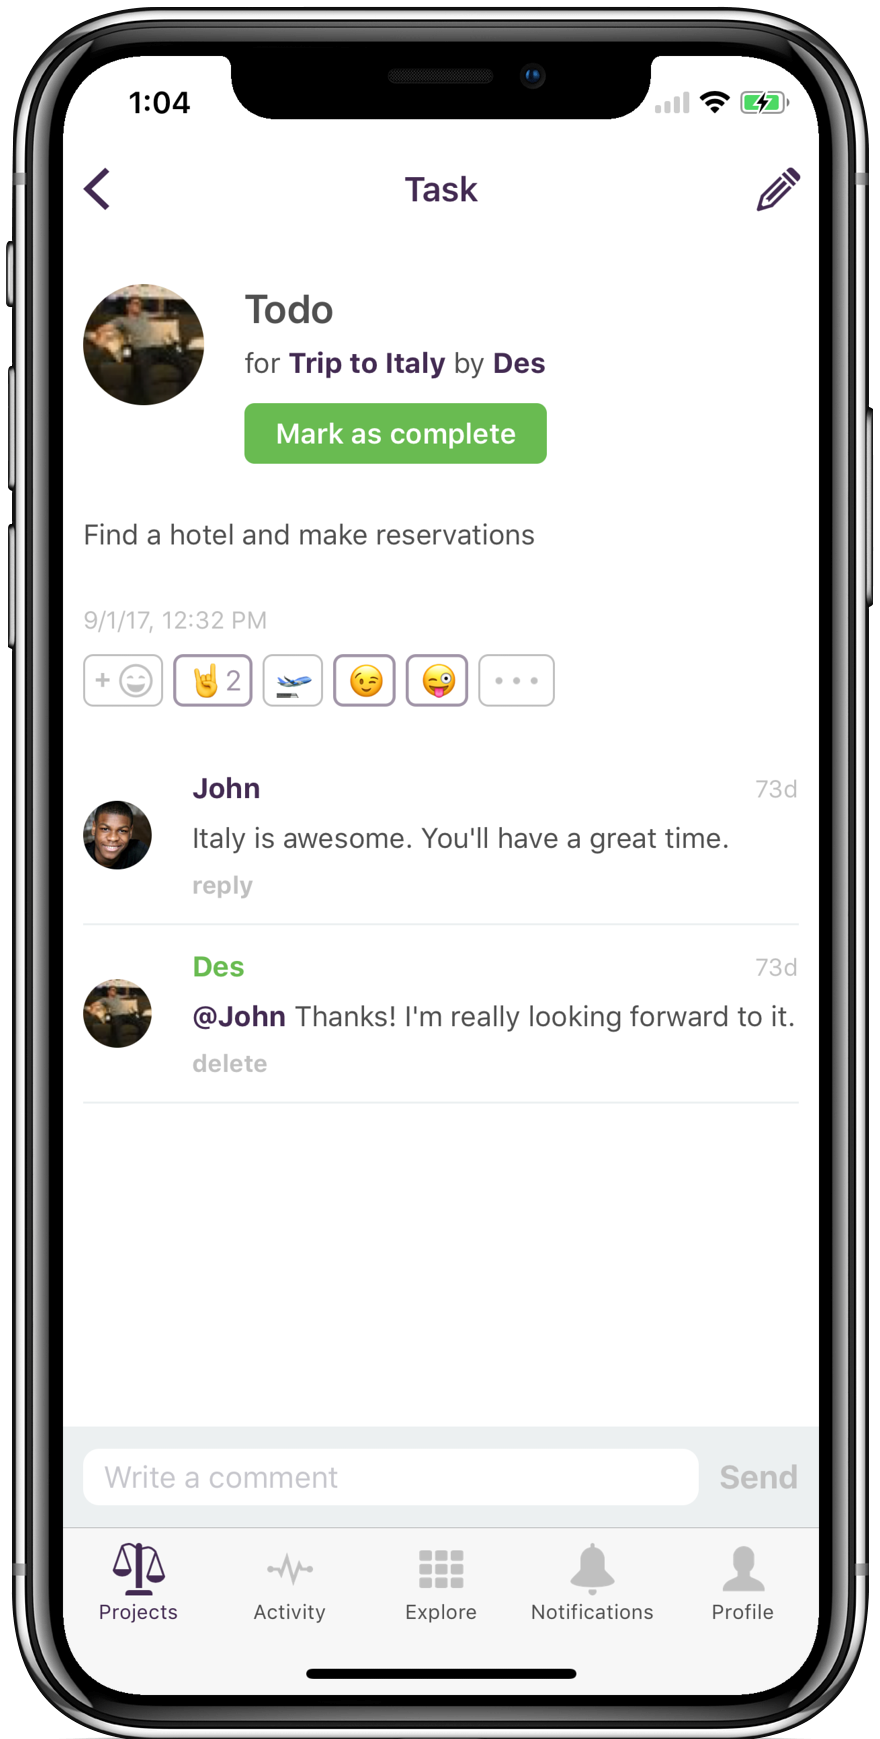 1:04
Task
Todo
for Trip to Italy by Des
Mark as complete
Find a hotel and make reservations
9/1/17, 12:32 PM
+ 🤘 2 🛫 😉 😜 •••
John 73d
Italy is awesome. You'll have a great time.
reply
Des 73d
@John Thanks! I'm really looking forward to it.
delete
Write a comment Send
Projects Activity Explore Notifications Profile